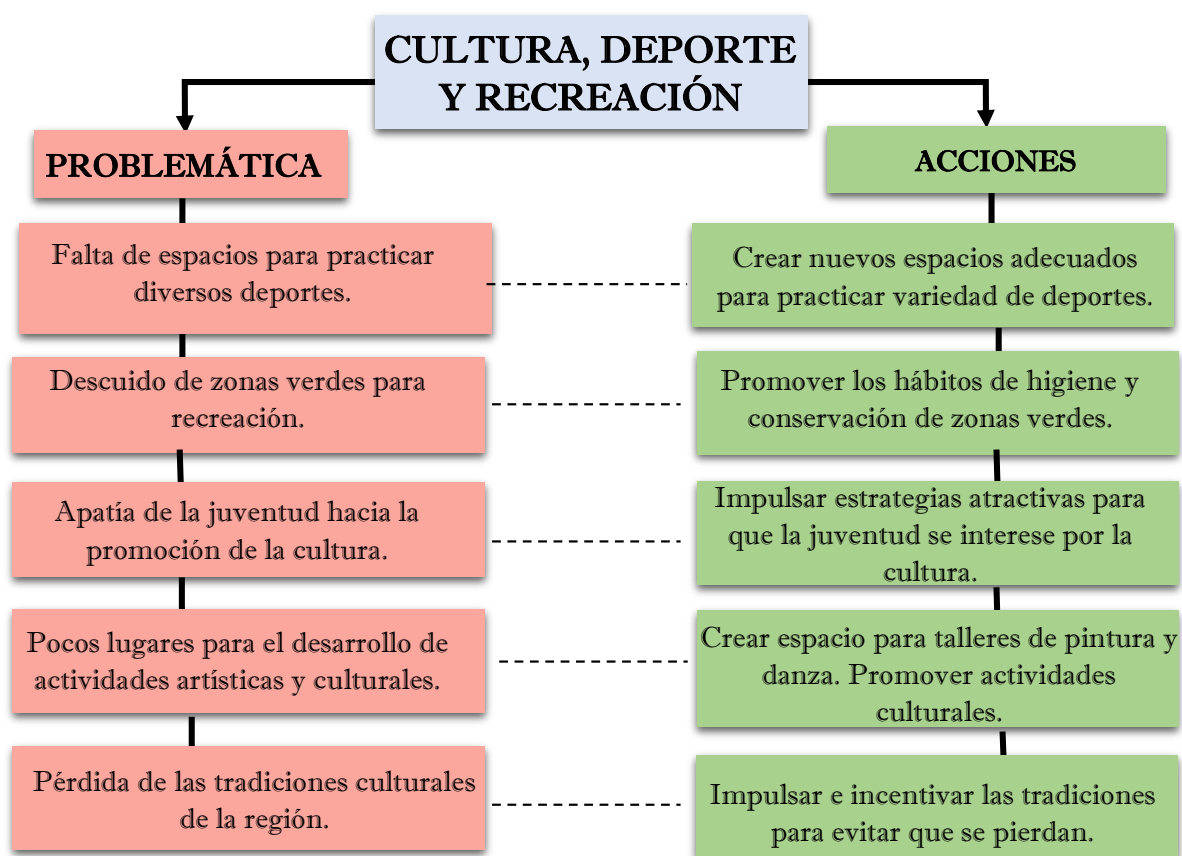 CULTURA, DEPORTE
Y RECREACIÓN
PROBLEMÁTICA
Falta de espacios para practicar
diversos deportes.
Descuido de zonas verdes para
recreación.
Apatía de la juventud hacia la
promoción de la cultura.
Pocos lugares para el desarrollo de
actividades artísticas y culturales.
Pérdida de las tradiciones culturales
de la región.
ACCIONES
Crear nuevos espacios adecuados
para practicar variedad de deportes.
Promover los hábitos de higiene y
conservación de zonas verdes.
Impulsar estrategias atractivas para
que la juventud se interese por la
cultura.
Crear espacio para talleres de pintura y
danza. Promover actividades
culturales.
Impulsar e incentivar las tradiciones
para evitar que se pierdan.